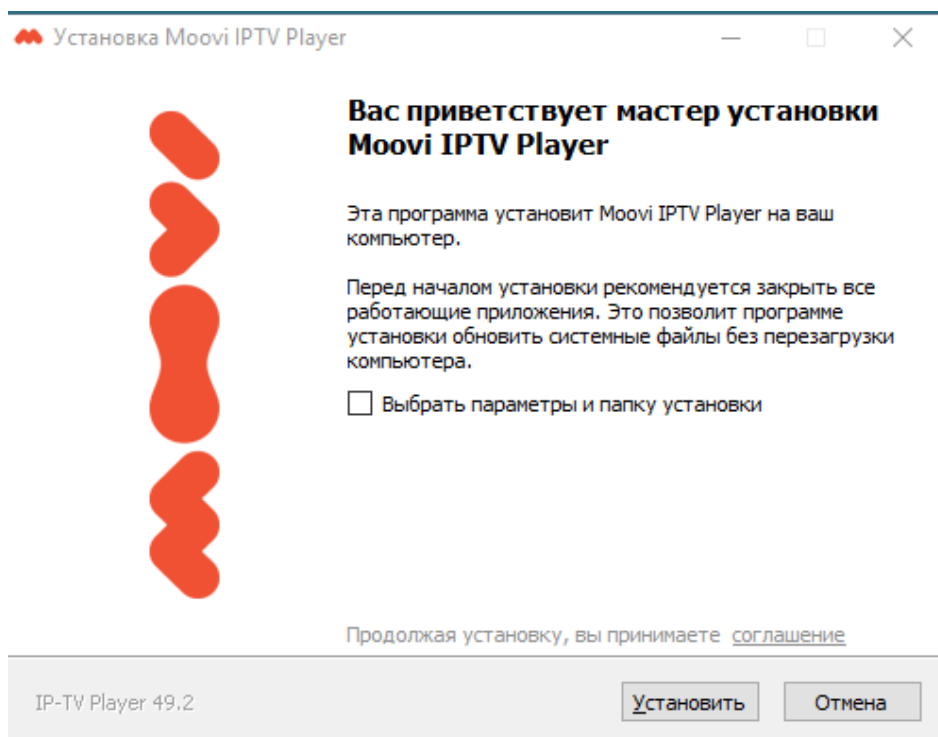 Установка Moovi IPTV Player
Вас приветствует мастер установки
Moovi IPTV Player
Эта программа установит Moovi IPTV Player на ваш
компьютер.
Перед началом установки рекомендуется закрыть все
работающие приложения. Это позволит программе
установки обновить системные файлы без перезагрузки
компьютера.
Выбрать параметры и папку установки
Продолжая установку, вы принимаете соглашение
IP-TV Player 49.2
Установить
Отмена